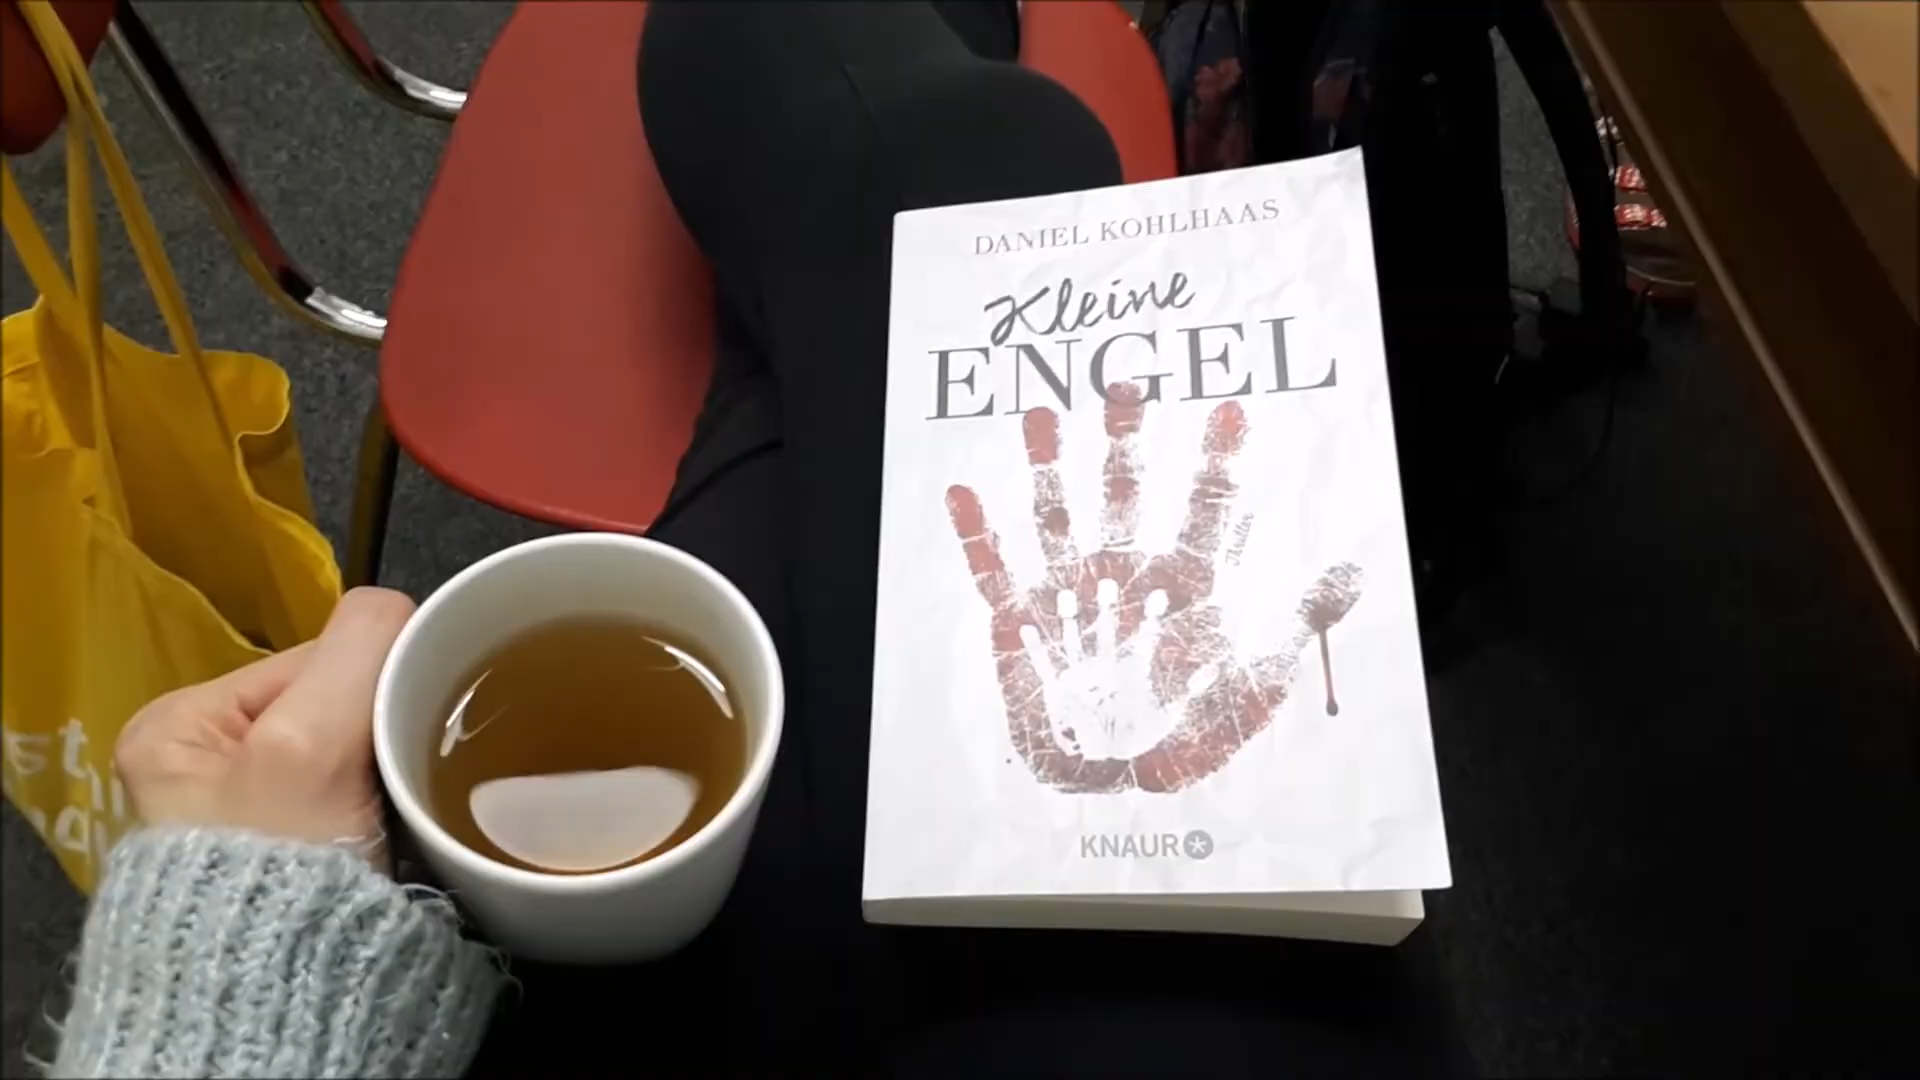 DANIEL KOHLHAAS
Kleine
ENGEL
Thriller
KNAUR